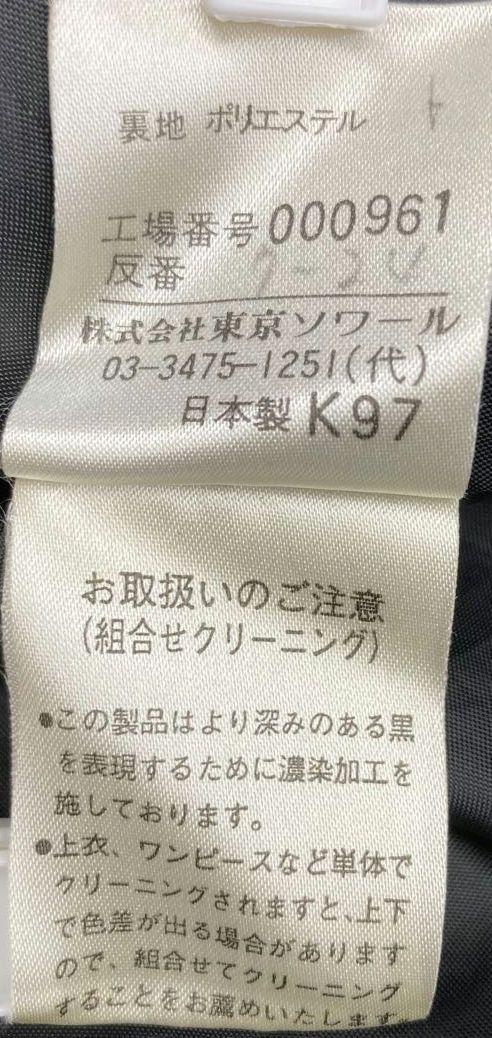 裏地 ポリエステル
工場番号 000961
反番
株式会社東京ソワール
03-3475-1251(代)
日本製 K97
お取扱いのご注意
(組合せクリーニング)
●この製品はより深みのある黒
を表現するために濃染加工を
施しております。
●上衣、ワンピースなど単体で
クリーニングされますと、上下
で色差が出る場合があります
ので、組合せてクリーニング
することをお薦めいたします。